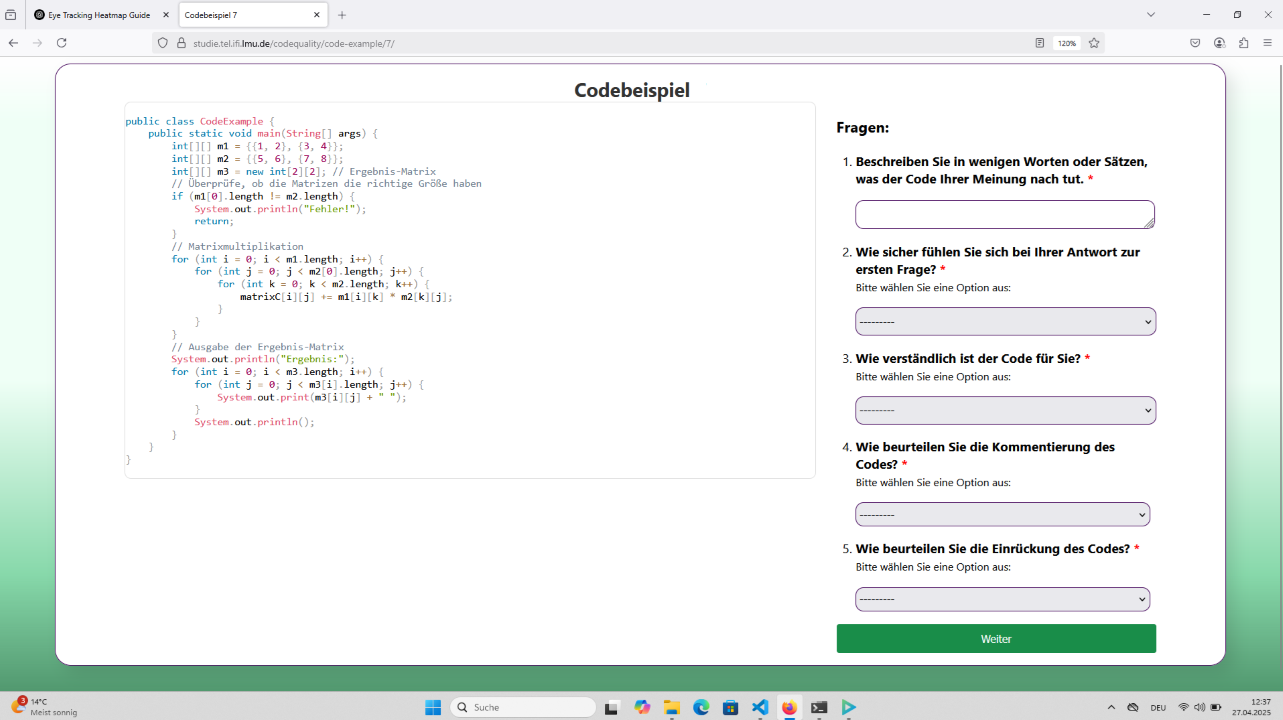 Eye Tracking Heatmap Guide
Codebeispiel 7
studie.tel.ifi.lmu.de/codequality/code-example/7/
120%
Codebeispiel
public class CodeExample {
    public static void main(String[] args) {
        int[][] m1 = {{1, 2}, {3, 4}};
        int[][] m2 = {{5, 6}, {7, 8}};
        int[][] m3 = new int[2][2]; // Ergebnis-Matrix
        // Überprüfe, ob die Matrizen die richtige Größe haben
        if (m1[0].length != m2.length) {
            System.out.println("Fehler!");
            return;
        }
        // Matrixmultiplikation
        for (int i = 0; i < m1.length; i++) {
            for (int j = 0; j < m2[0].length; j++) {
                for (int k = 0; k < m2.length; k++) {
                    matrixC[i][j] += m1[i][k] * m2[k][j];
                }
            }
        }
        // Ausgabe der Ergebnis-Matrix
        System.out.println("Ergebnis:");
        for (int i = 0; i < m3.length; i++) {
            for (int j = 0; j < m3[i].length; j++) {
                System.out.print(m3[i][j] + " ");
            }
            System.out.println();
        }
    }
}
Fragen:
1. Beschreiben Sie in wenigen Worten oder Sätzen,
was der Code Ihrer Meinung nach tut. *
2. Wie sicher fühlen Sie sich bei Ihrer Antwort zur
ersten Frage? *
Bitte wählen Sie eine Option aus:
---------
3. Wie verständlich ist der Code für Sie? *
Bitte wählen Sie eine Option aus:
---------
4. Wie beurteilen Sie die Kommentierung des
Codes? *
Bitte wählen Sie eine Option aus:
---------
5. Wie beurteilen Sie die Einrückung des Codes? *
Bitte wählen Sie eine Option aus:
---------
Weiter
3
14°C
Meist sonnig
Suche
DEU
12:37
27.04.2025